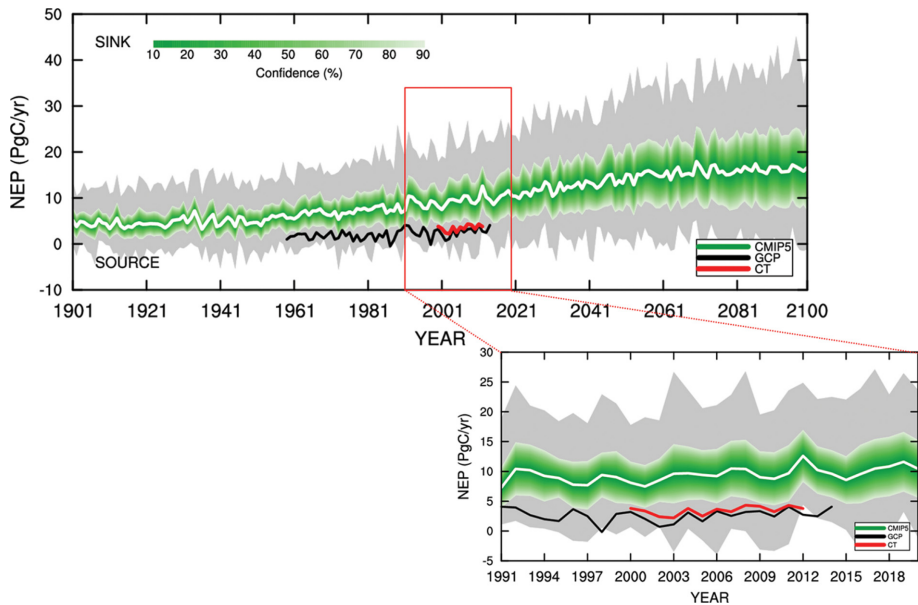 50
40
30
20
10
0
-10
NEP (PgC/yr)
SINK
10 20 30 40 50 60 70 80 90
Confidence (%)
SOURCE
CMIP5
GCP
CT
1901 1921 1941 1961 1981 2001 2021 2041 2061 2081 2100
YEAR
30
25
20
15
10
5
0
-5
NEP (PgC/yr)
CMIP5
GCP
CT
1991 1994 1997 2000 2003 2006 2009 2012 2015 2018
YEAR